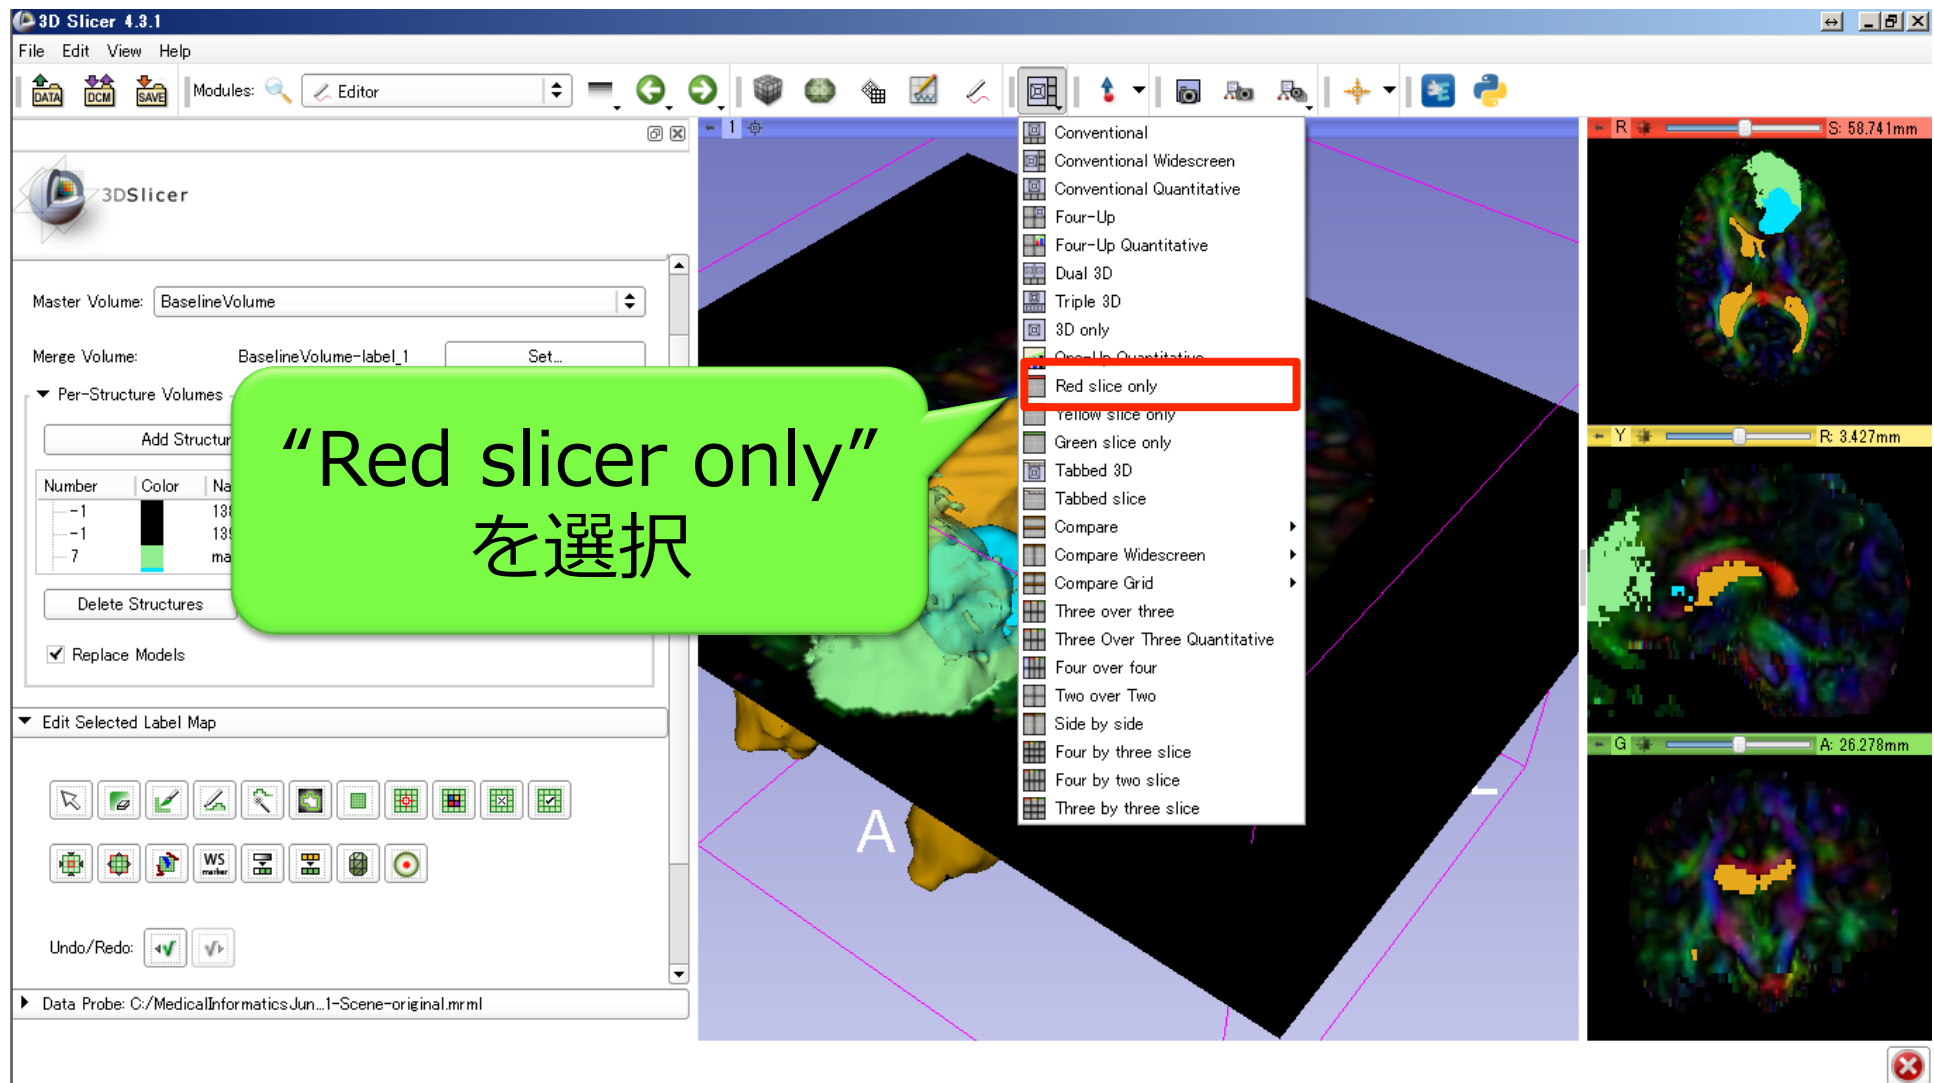 3D Slicer 4.3.1
File Edit View Help
DATA DCM SAVE Modules: Editor
3DSlicer
Master Volume: BaselineVolume
Merge Volume: BaselineVolume-label_1 Set...
Per-Structure Volumes
Add Structur
Number Color Na
-1 138
-1 139
7 ma
Delete Structures
Replace Models
Edit Selected Label Map
WS
marker
Undo/Redo:
Data Probe: C:/MedicalInformaticsJun...1-Scene-original.mrml
“Red slicer only”
を選択
1
A
Conventional
Conventional Widescreen
Conventional Quantitative
Four-Up
Four-Up Quantitative
Dual 3D
Triple 3D
3D only
One-Up Quantitative
Red slice only
Yellow slice only
Green slice only
Tabbed 3D
Tabbed slice
Compare
Compare Widescreen
Compare Grid
Three over three
Three Over Three Quantitative
Four over four
Two over Two
Side by side
Four by three slice
Four by two slice
Three by three slice
R S: 58.741mm
Y R: 3.427mm
G A: 26.278mm